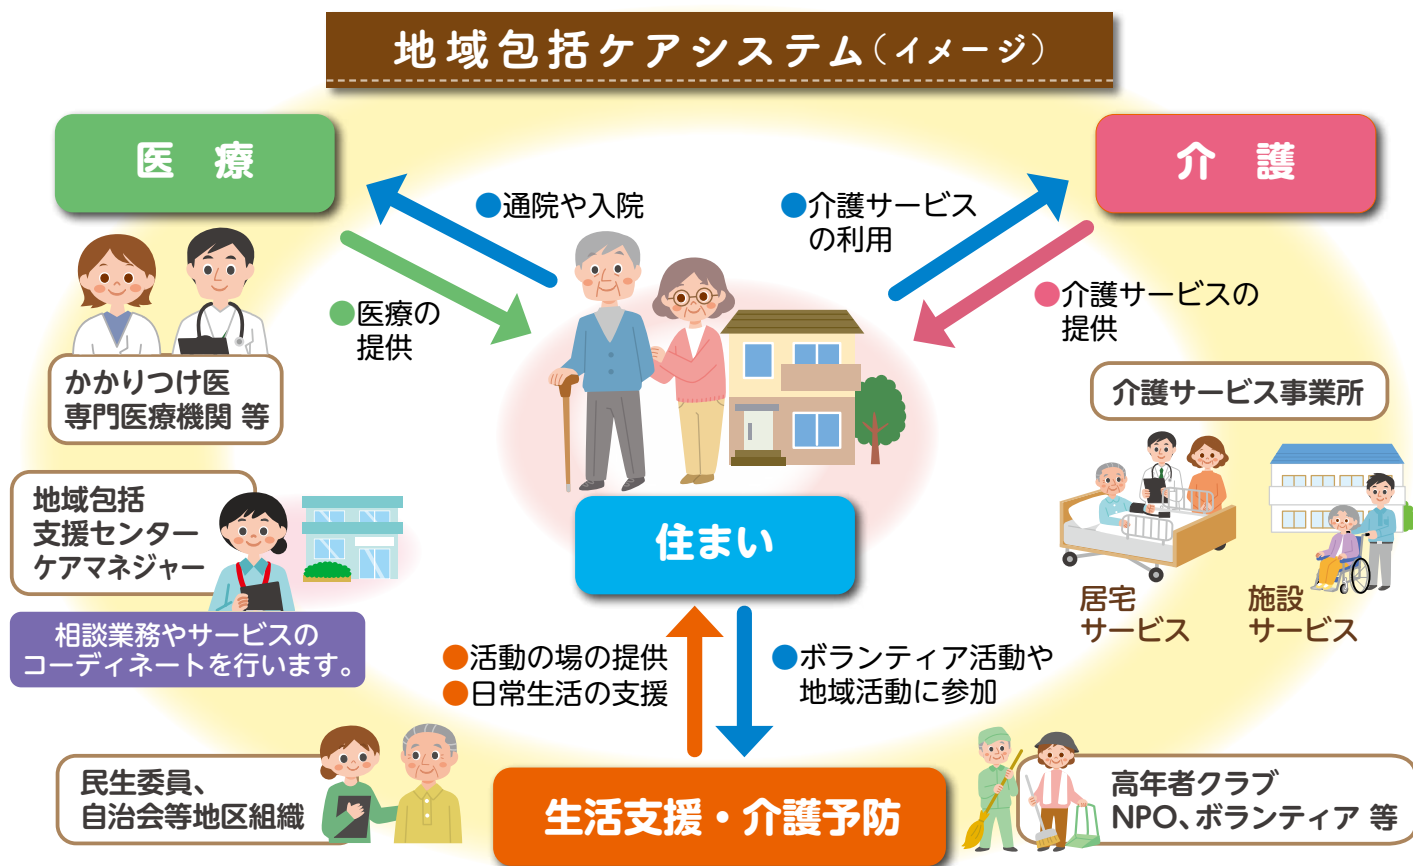 地域包括ケアシステム（イメージ）
医　療
介　護
●通院や入院
●介護サービス
の利用
●医療の
提供
●介護サービスの
提供
かかりつけ医
専門医療機関 等
介護サービス事業所
地域包括
支援センター
ケアマネジャー
相談業務やサービスの
コーディネートを行います。
住まい
居宅
サービス
施設
サービス
●活動の場の提供
●日常生活の支援
●ボランティア活動や
地域活動に参加
民生委員、
自治会等地区組織
生活支援・介護予防
高年者クラブ
NPO、ボランティア 等